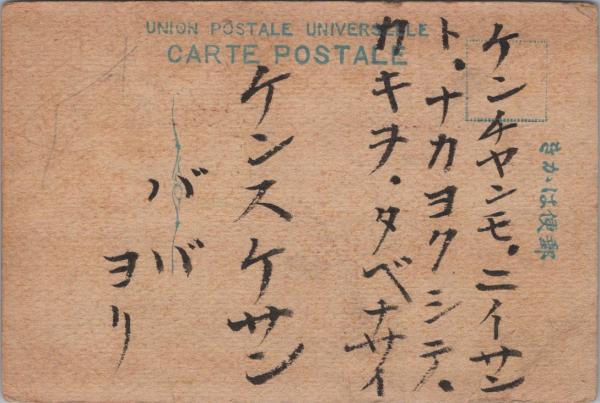 UNION POSTALE UNIVERSELLE
CARTE POSTALE
きかは便郵
ケンチヤンモ。ニイサン
ト。ナカヨクシテ。
カキヲ・タベナサイ
ケンスケサン
ババ
ヨリ